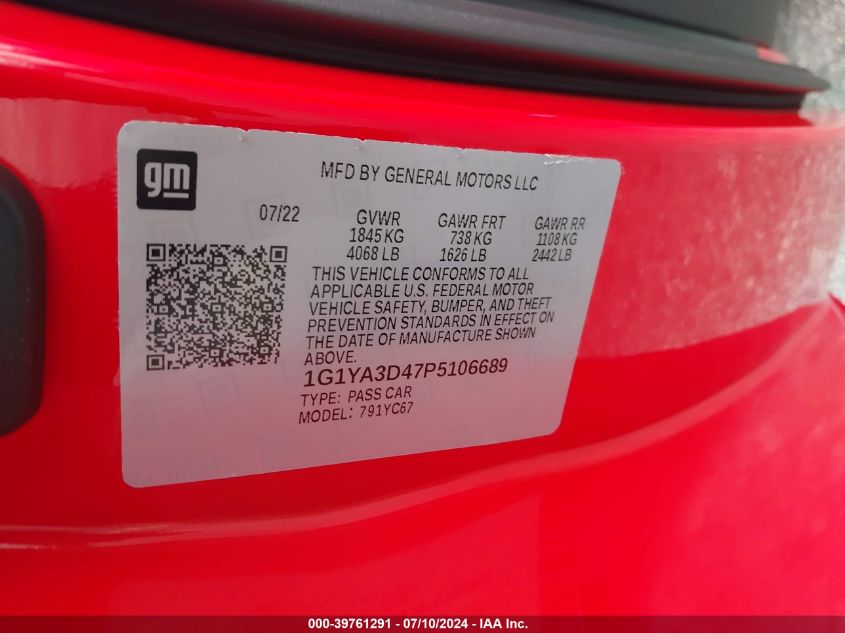 gm
MFD BY GENERAL MOTORS LLC
07/22 GVWR GAWR FRT GAWR RR
1845 KG 738 KG 1108 KG
4068 LB 1626 LB 2442 LB
THIS VEHICLE CONFORMS TO ALL
APPLICABLE U.S. FEDERAL MOTOR
VEHICLE SAFETY, BUMPER, AND THEFT
PREVENTION STANDARDS IN EFFECT ON
THE DATE OF MANUFACTURE SHOWN
ABOVE.
1G1YA3D47P5106689
TYPE: PASS CAR
MODEL: 791YC67
000-39761291 - 07/10/2024 - IAA Inc.